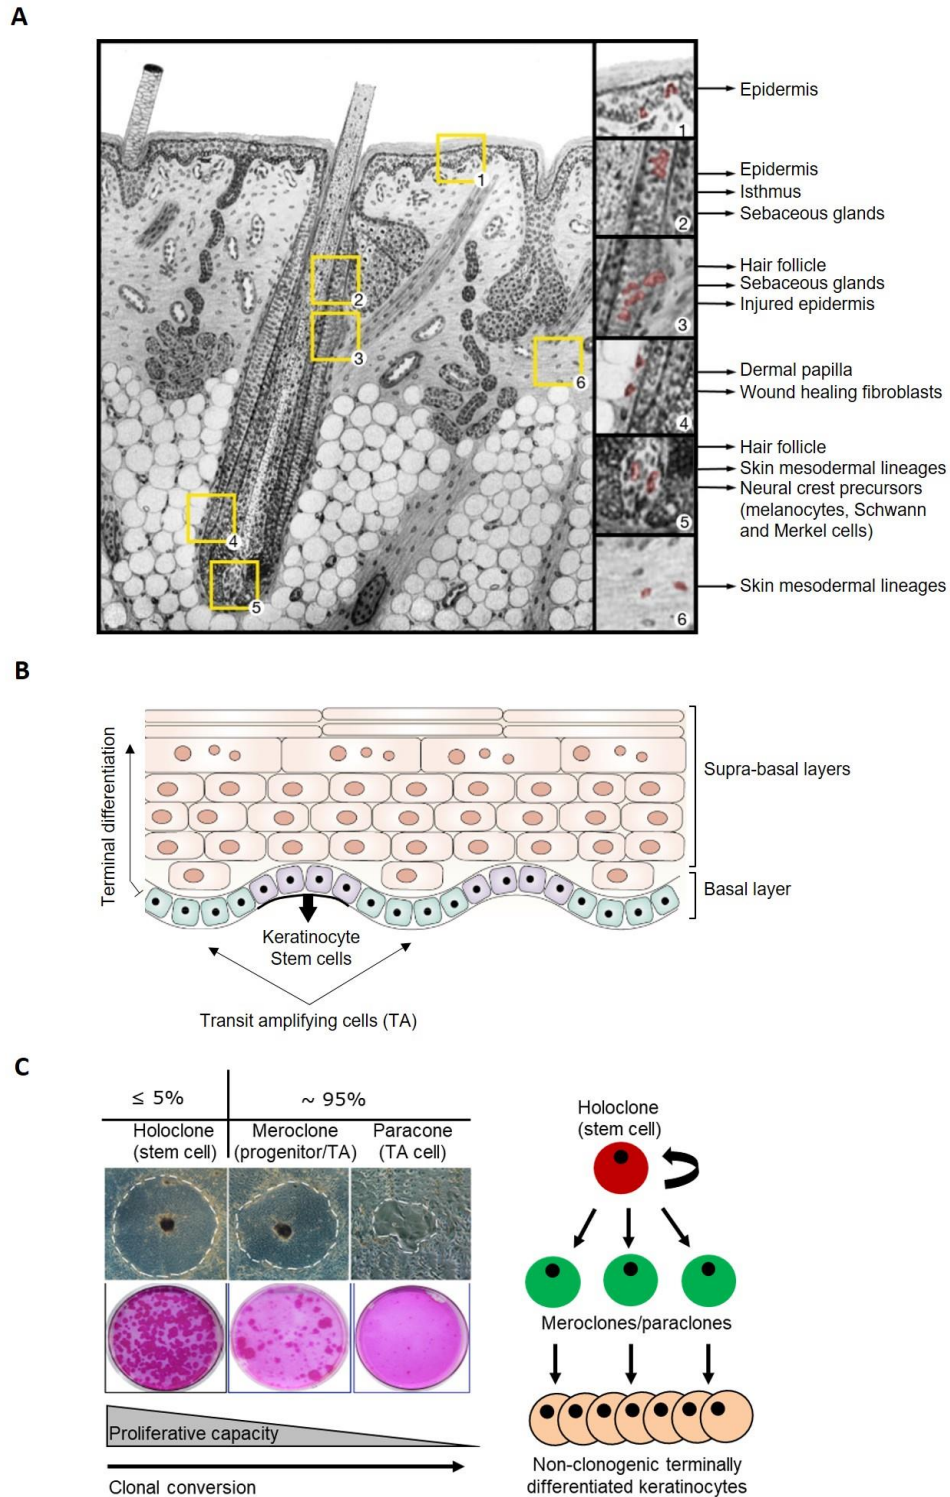 A
1
2
3
4
5
6
1
Epidermis
2
Epidermis
Isthmus
Sebaceous glands
3
Hair follicle
Sebaceous glands
Injured epidermis
4
Dermal papilla
Wound healing fibroblasts
5
Hair follicle
Skin mesodermal lineages
Neural crest precursors
(melanocytes, Schwann
and Merkel cells)
6
Skin mesodermal lineages
B
Terminal differentiation
Supra-basal layers
Basal layer
Keratinocyte
Stem cells
Transit amplifying cells (TA)
C
≤ 5%
~ 95%
Holoclone
(stem cell)
Meroclone
(progenitor/TA)
Paracone
(TA cell)
Proliferative capacity
Clonal conversion
Holoclone
(stem cell)
Meroclones/paraclones
Non-clonogenic terminally
differentiated keratinocytes